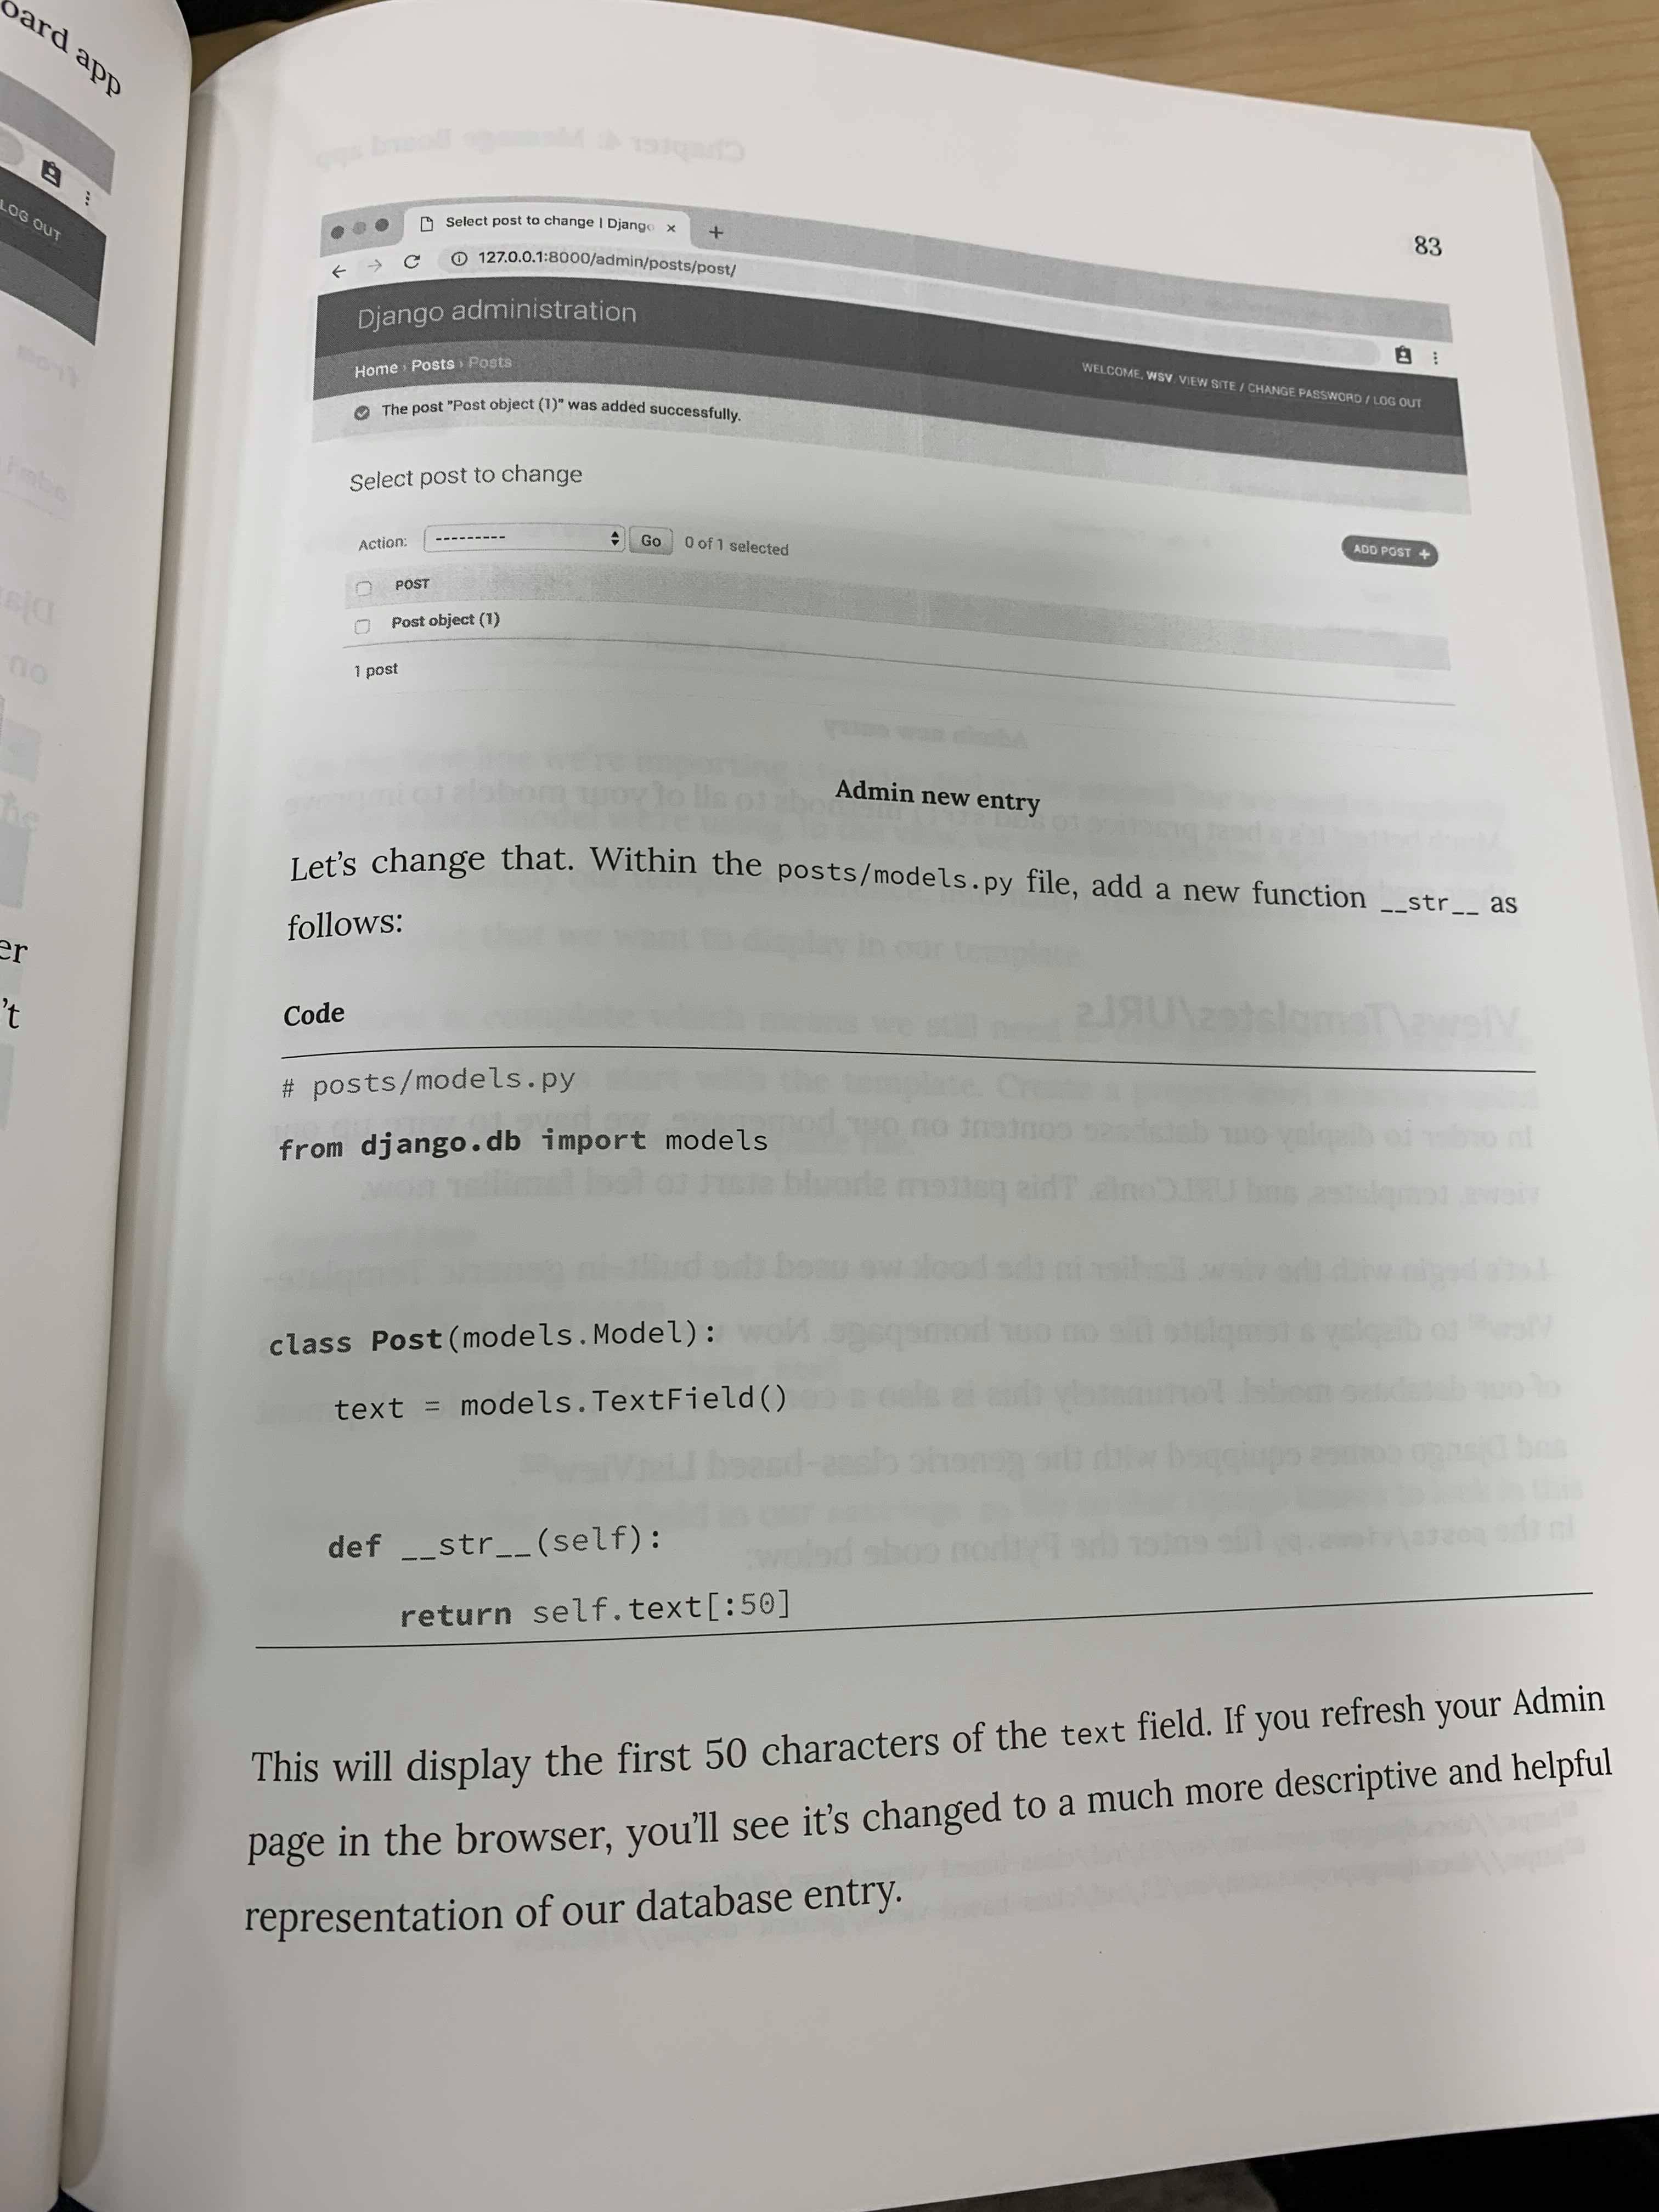 oard app
LOG OUT
er
't
83
Select post to change | Django
127.0.0.1:8000/admin/posts/post/
Django administration
WELCOME, WSV. VIEW SITE / CHANGE PASSWORD / LOG OUT
Home › Posts › Posts
The post "Post object (1)" was added successfully.
Select post to change
ADD POST +
Action: --------- Go 0 of 1 selected
POST
Post object (1)
1 post
Admin new entry
Let’s change that. Within the posts/models.py file, add a new function __str__ as
follows:
Code
# posts/models.py
from django.db import models
class Post(models.Model):
text = models.TextField()
def __str__(self):
return self.text[:50]
This will display the first 50 characters of the text field. If you refresh your Admin
page in the browser, you’ll see it’s changed to a much more descriptive and helpful
representation of our database entry.